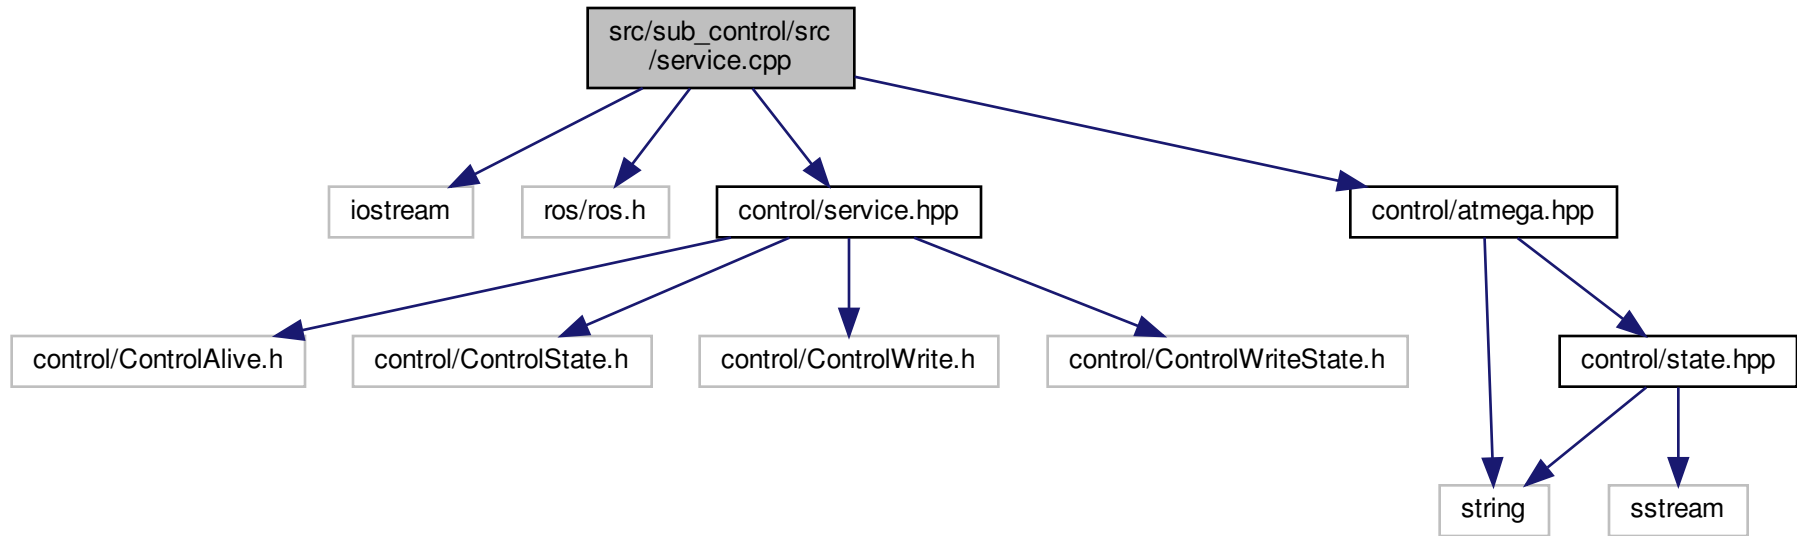 src/sub_control/src
/service.cpp
iostream
ros/ros.h
control/service.hpp
control/atmega.hpp
control/ControlAlive.h
control/ControlState.h
control/ControlWrite.h
control/ControlWriteState.h
control/state.hpp
string
sstream